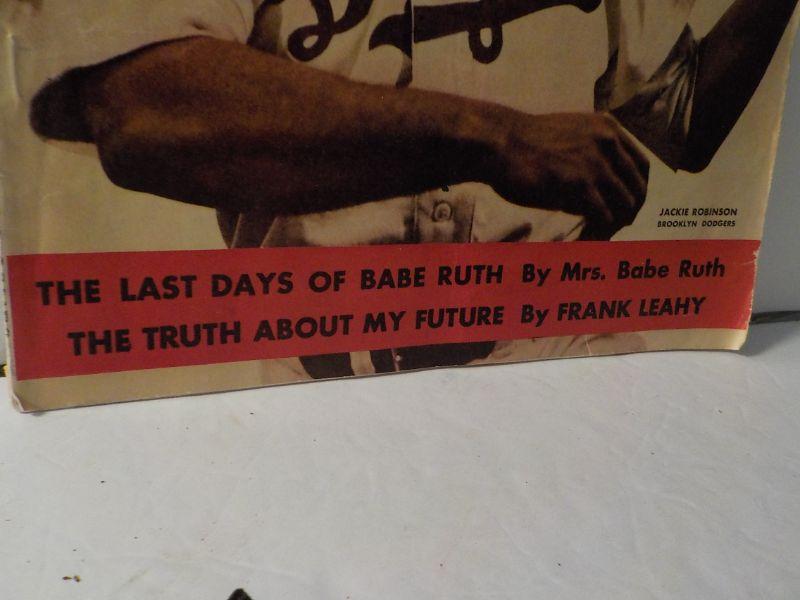 JACKIE ROBINSON
BROOKLYN DODGERS
THE LAST DAYS OF BABE RUTH By Mrs. Babe Ruth
THE TRUTH ABOUT MY FUTURE By FRANK LEAHY